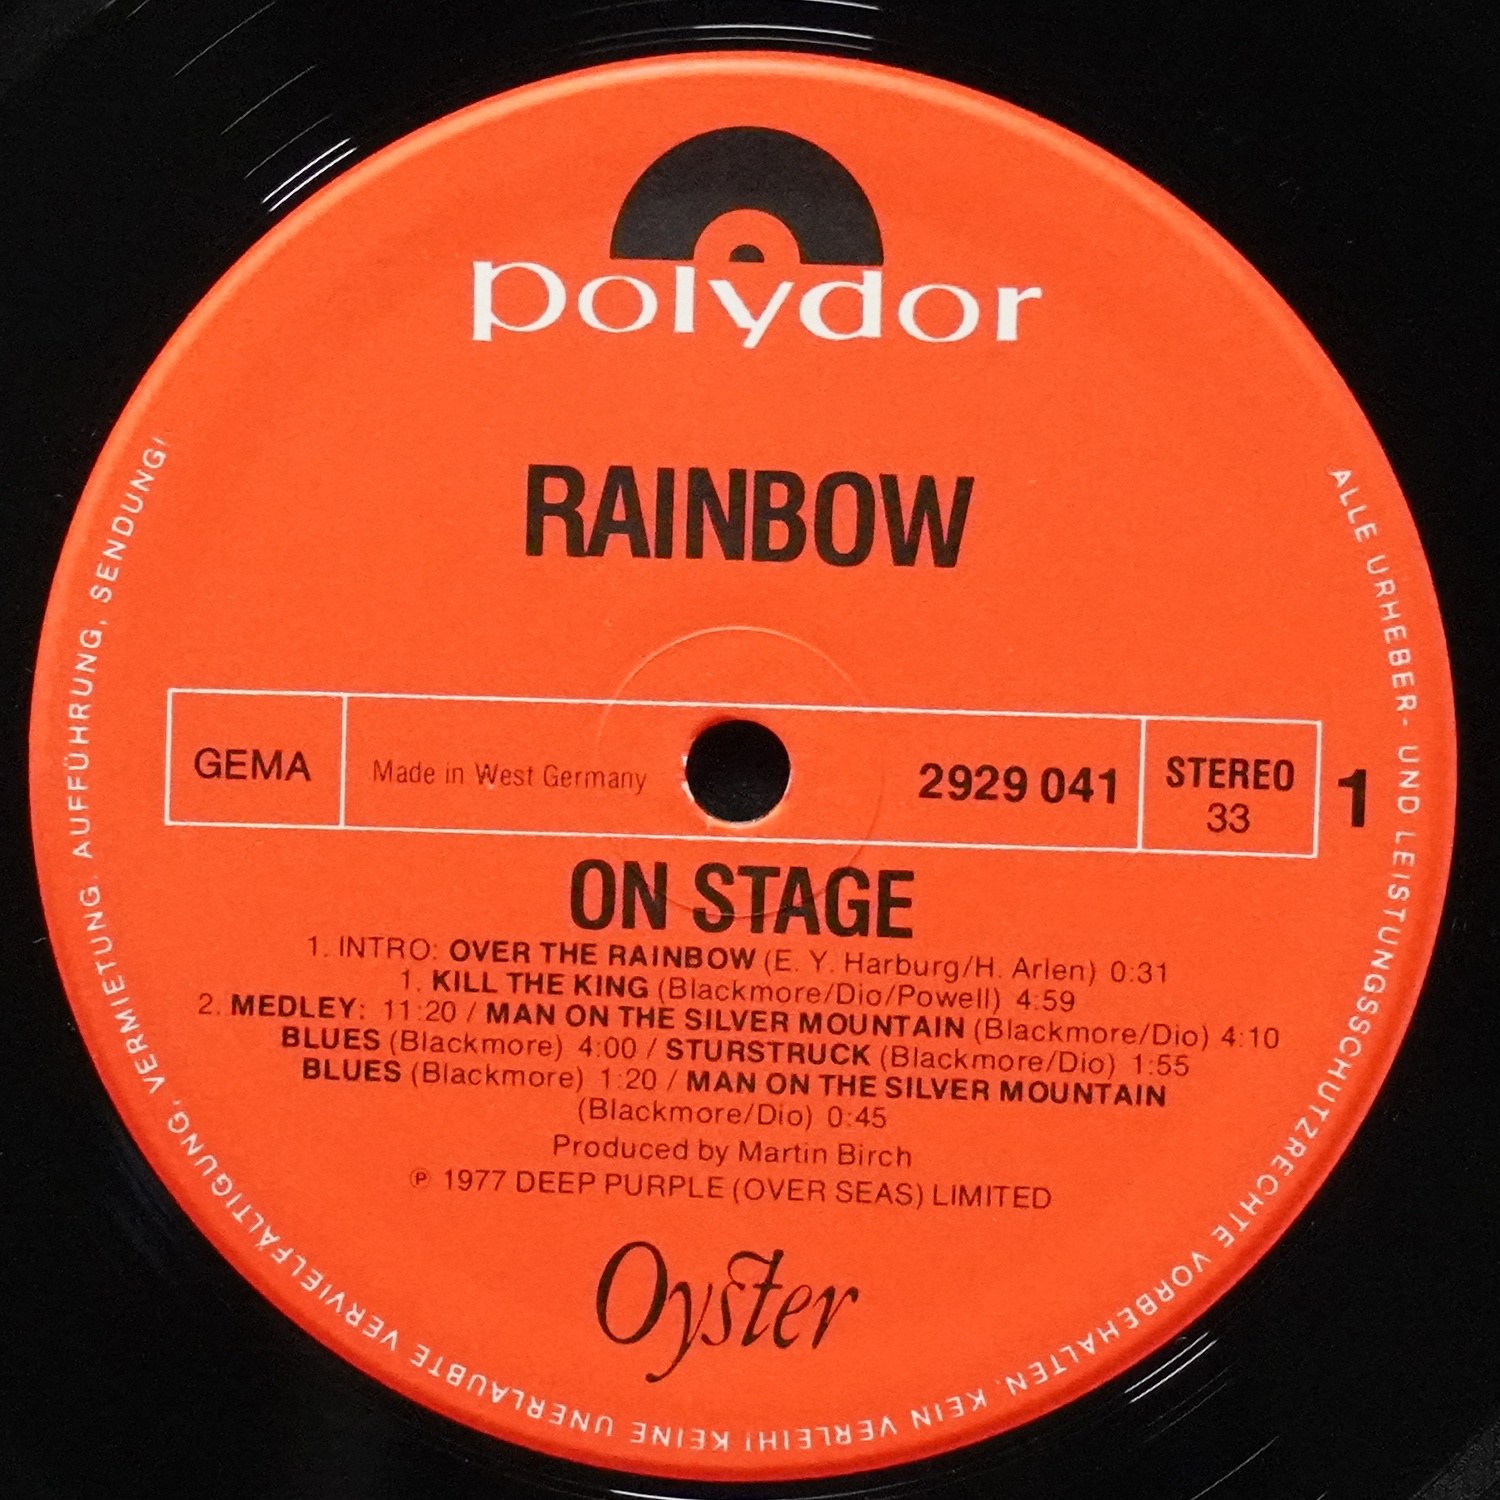 polydor
RAINBOW
GEMA
Made in West Germany
2929 041
STEREO
33
1
ON STAGE
1. INTRO: OVER THE RAINBOW (E. Y. Harburg/H. Arlen) 0:31
1. KILL THE KING (Blackmore/Dio/Powell) 4:59
2. MEDLEY: 11:20 / MAN ON THE SILVER MOUNTAIN (Blackmore/Dio) 4:10
BLUES (Blackmore) 4:00 / STURSTRUCK (Blackmore/Dio) 1:55
BLUES (Blackmore) 1:20 / MAN ON THE SILVER MOUNTAIN
(Blackmore/Dio) 0:45
Produced by Martin Birch
℗ 1977 DEEP PURPLE (OVER SEAS) LIMITED
Oyster
ALLE URHEBER- UND LEISTUNGSSCHUTZRECHTE VORBEHALTEN. KEIN VERLEIH! KEINE UNERLAUBTE VERVIELFÄLTIGUNG, VERMIETUNG. AUFFÜHRUNG, SENDUNG!